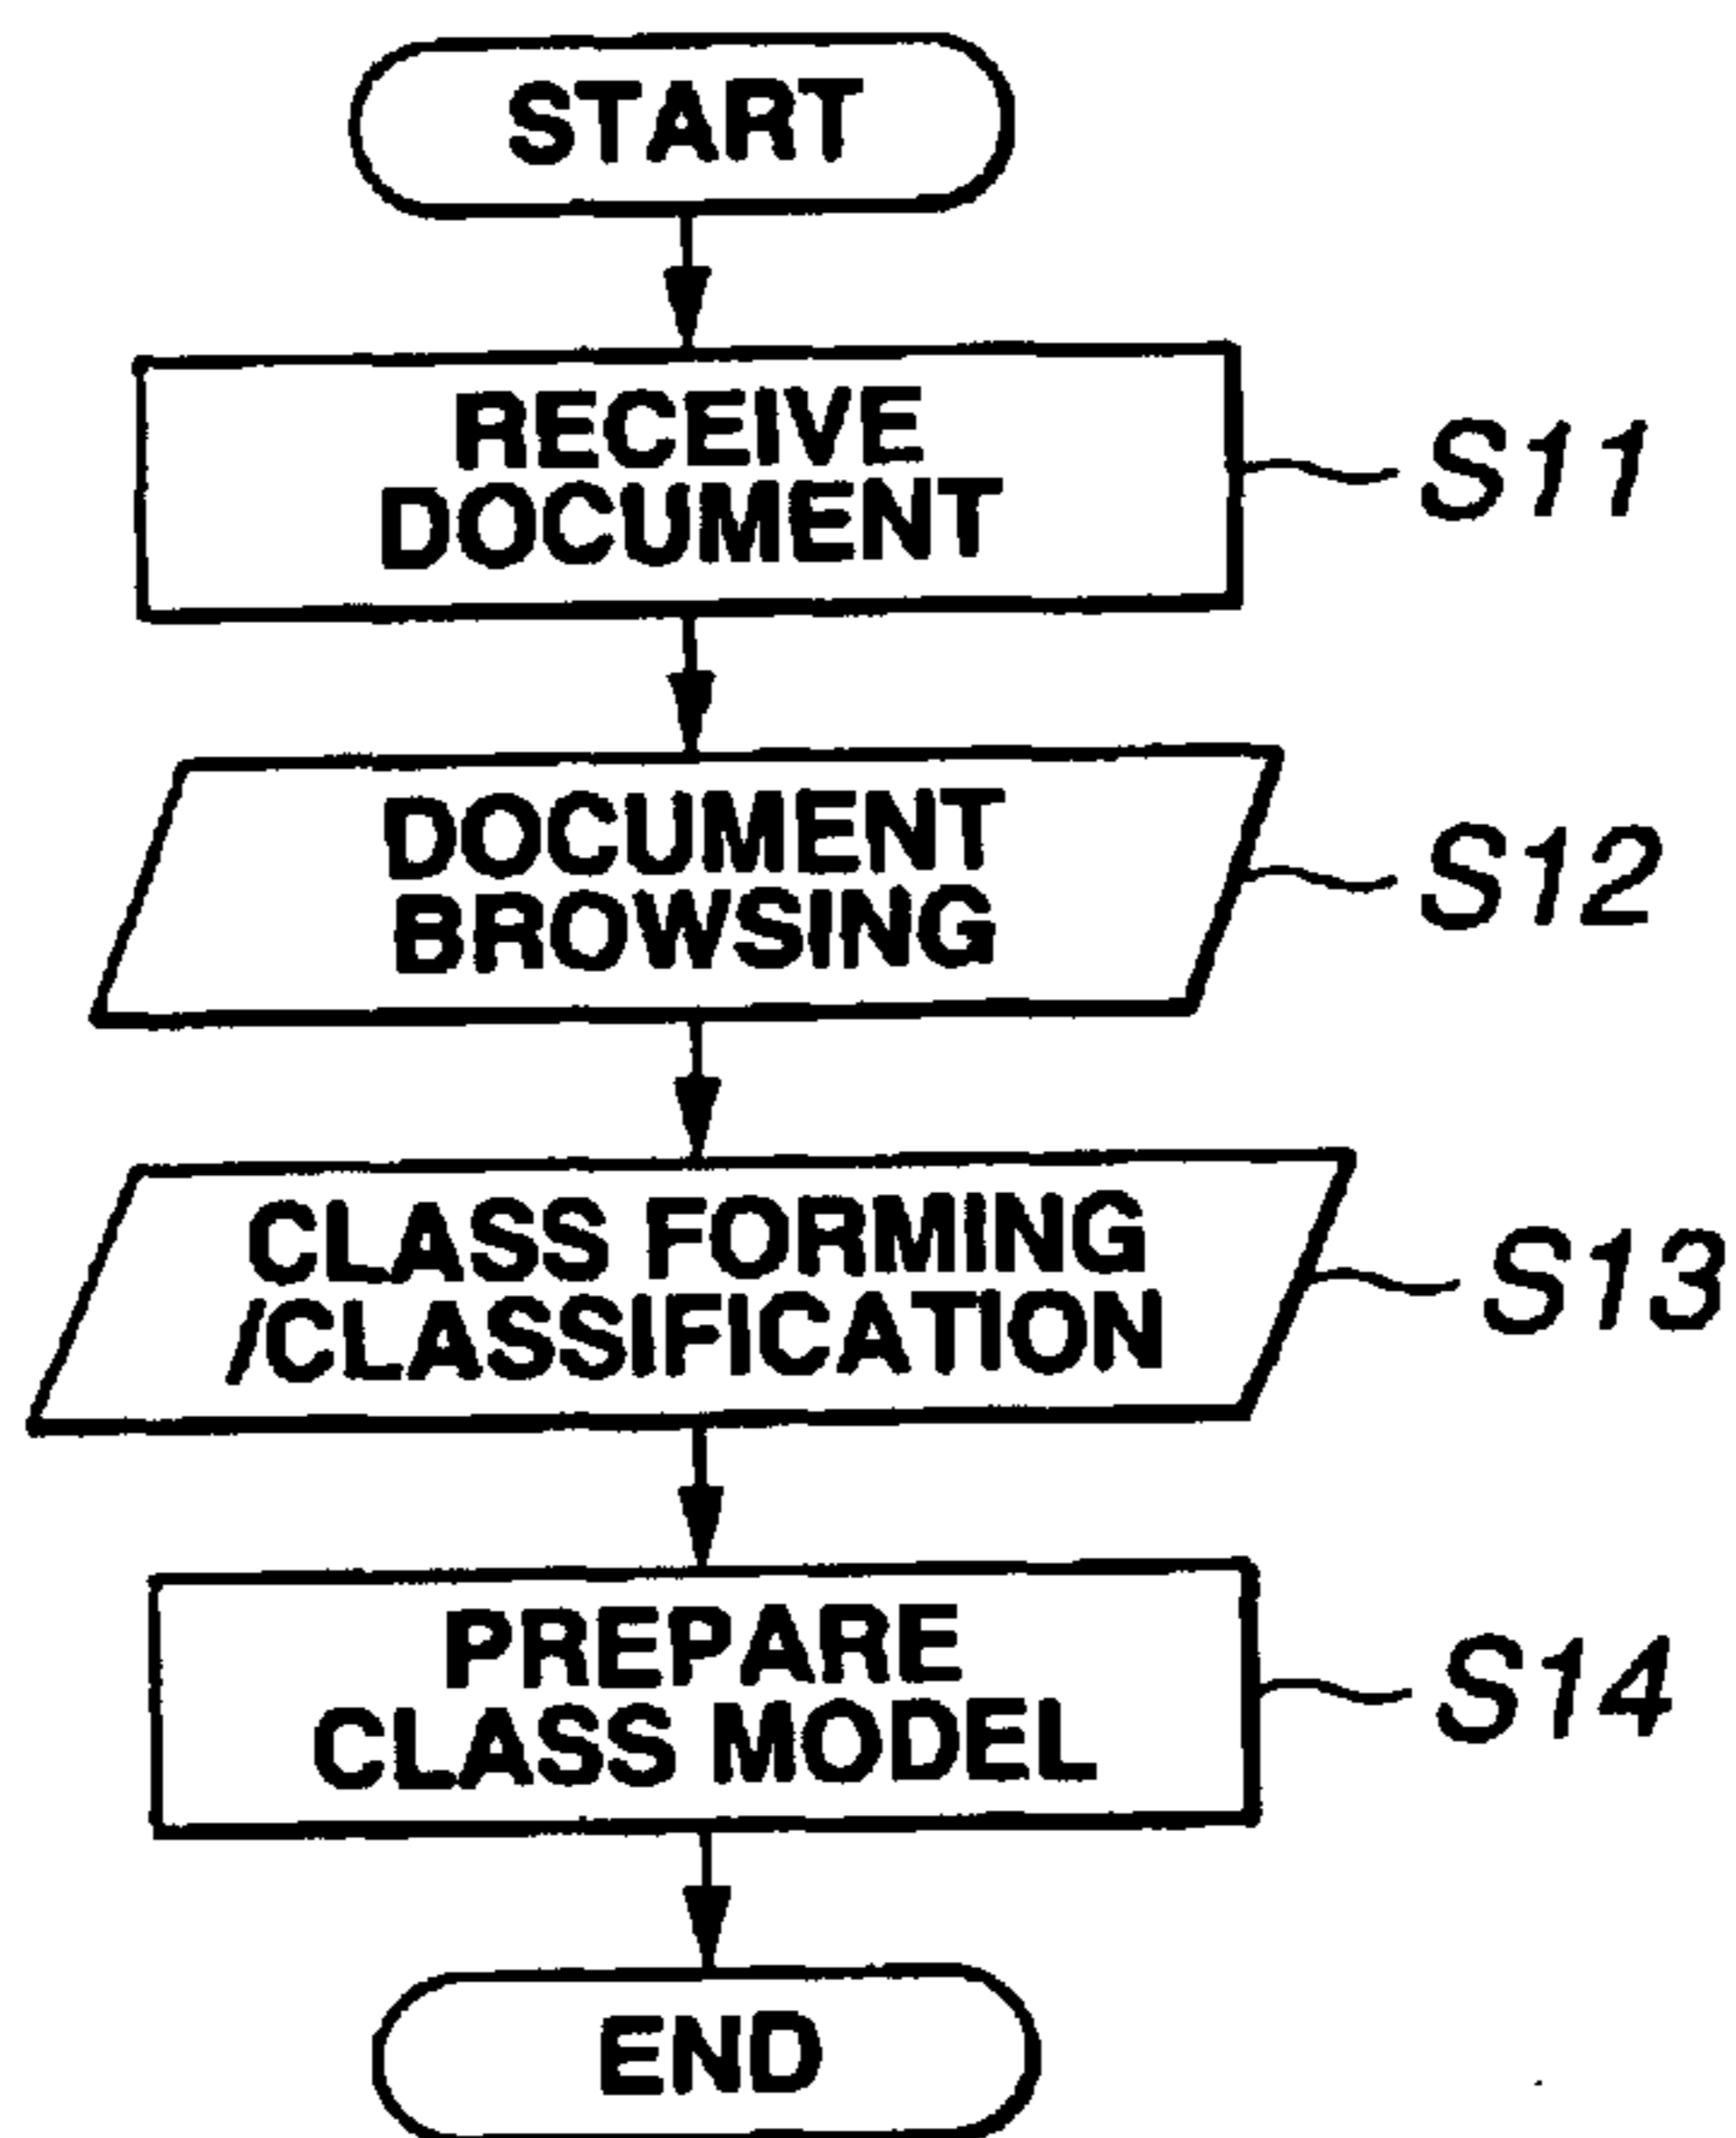 START
RECEIVE
DOCUMENT
S11
DOCUMENT
BROWSING
S12
CLASS FORMING
/CLASSIFICATION
S13
PREPARE
CLASS MODEL
S14
END